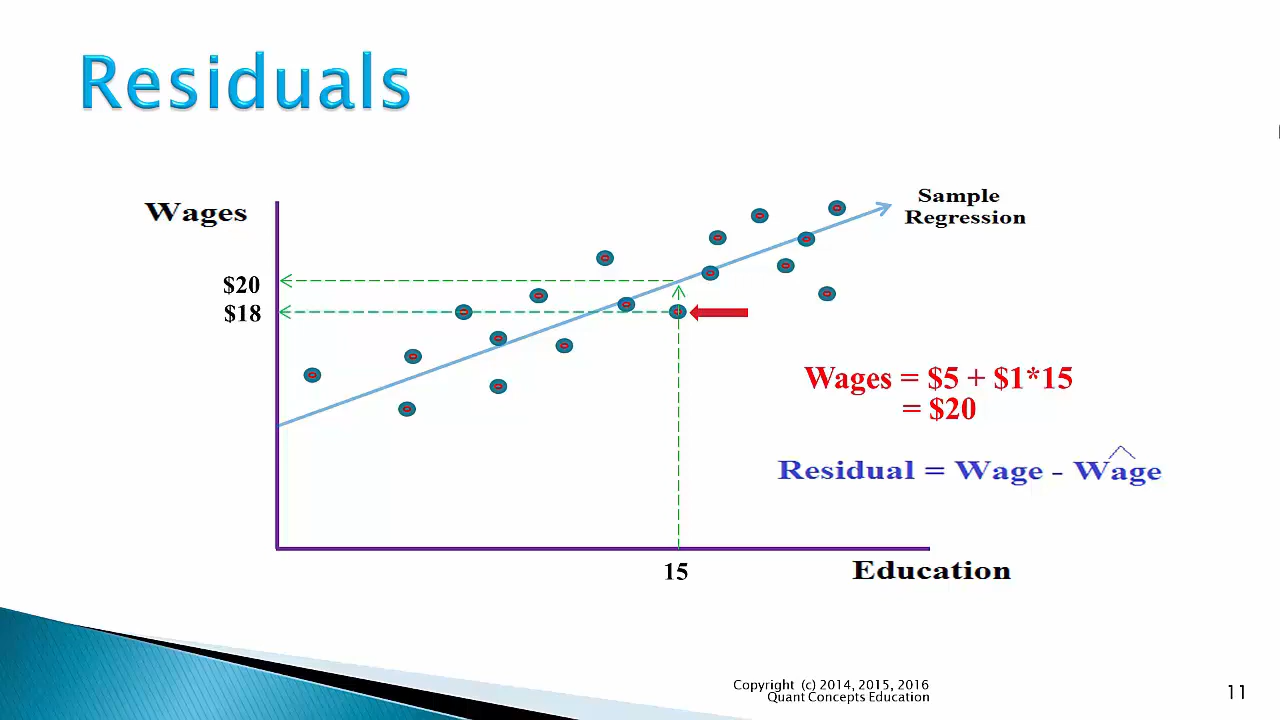 Residuals
Wages
Sample
Regression
$20
$18
Wages = $5 + $1*15
= $20
Residual = Wage - Wage
15
Education
Copyright (c) 2014, 2015, 2016
Quant Concepts Education
11